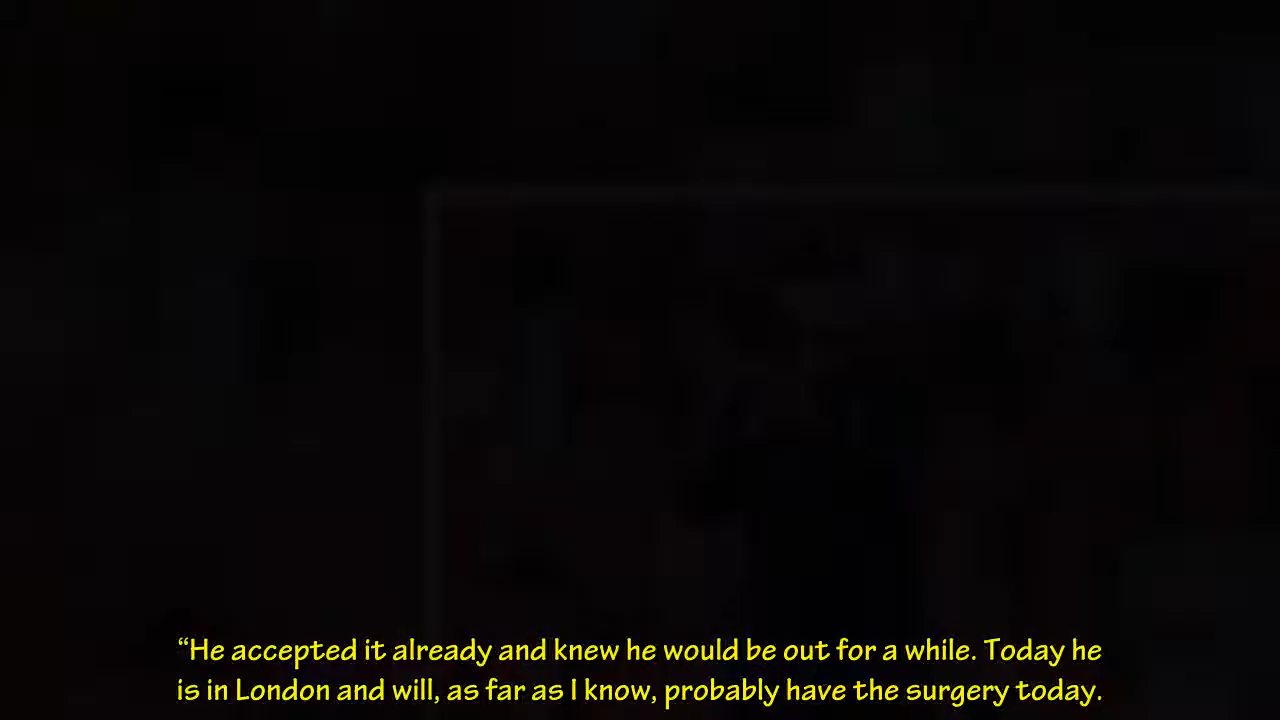 “He accepted it already and knew he would be out for a while. Today he
is in London and will, as far as I know, probably have the surgery today.